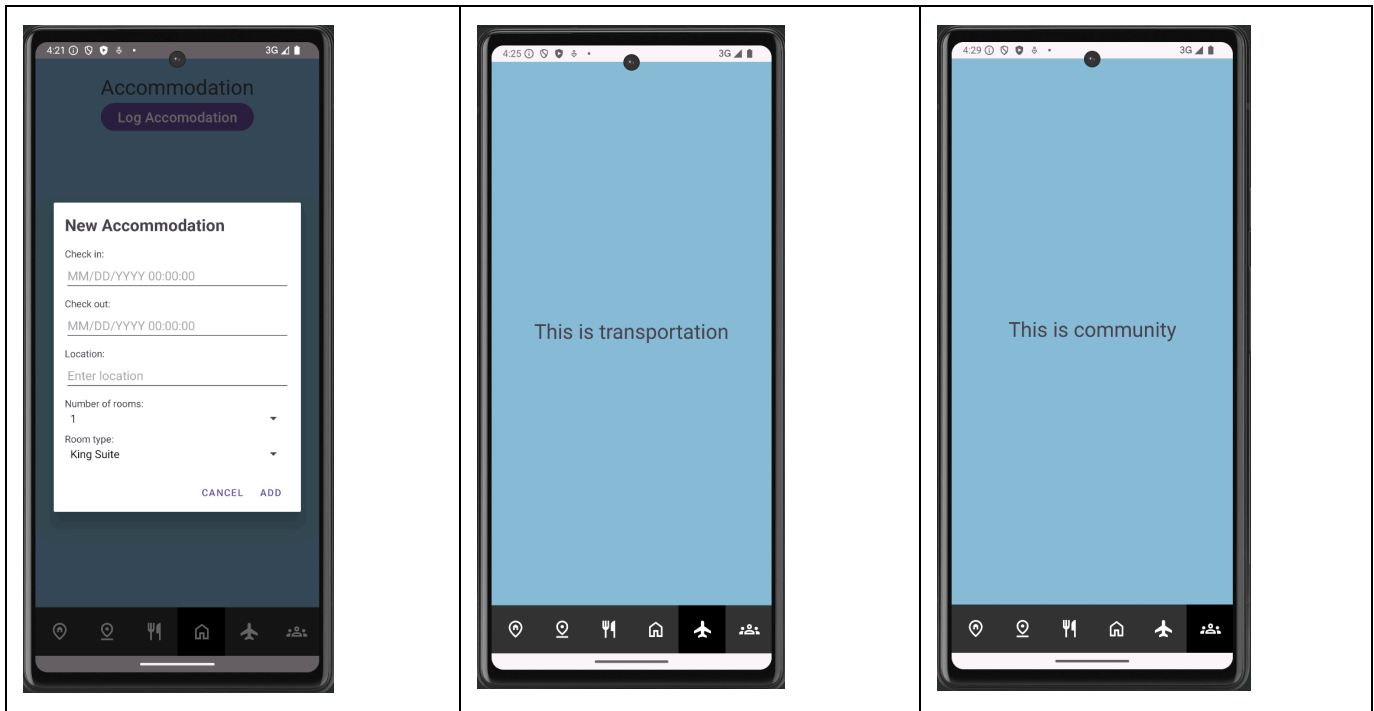 4:21
3G
Accommodation
Log Accomodation
New Accommodation
Check in:
MM/DD/YYYY 00:00:00
Check out:
MM/DD/YYYY 00:00:00
Location:
Enter location
Number of rooms:
1
Room type:
King Suite
CANCEL ADD
4:25
3G
This is transportation
4:29
3G
This is community